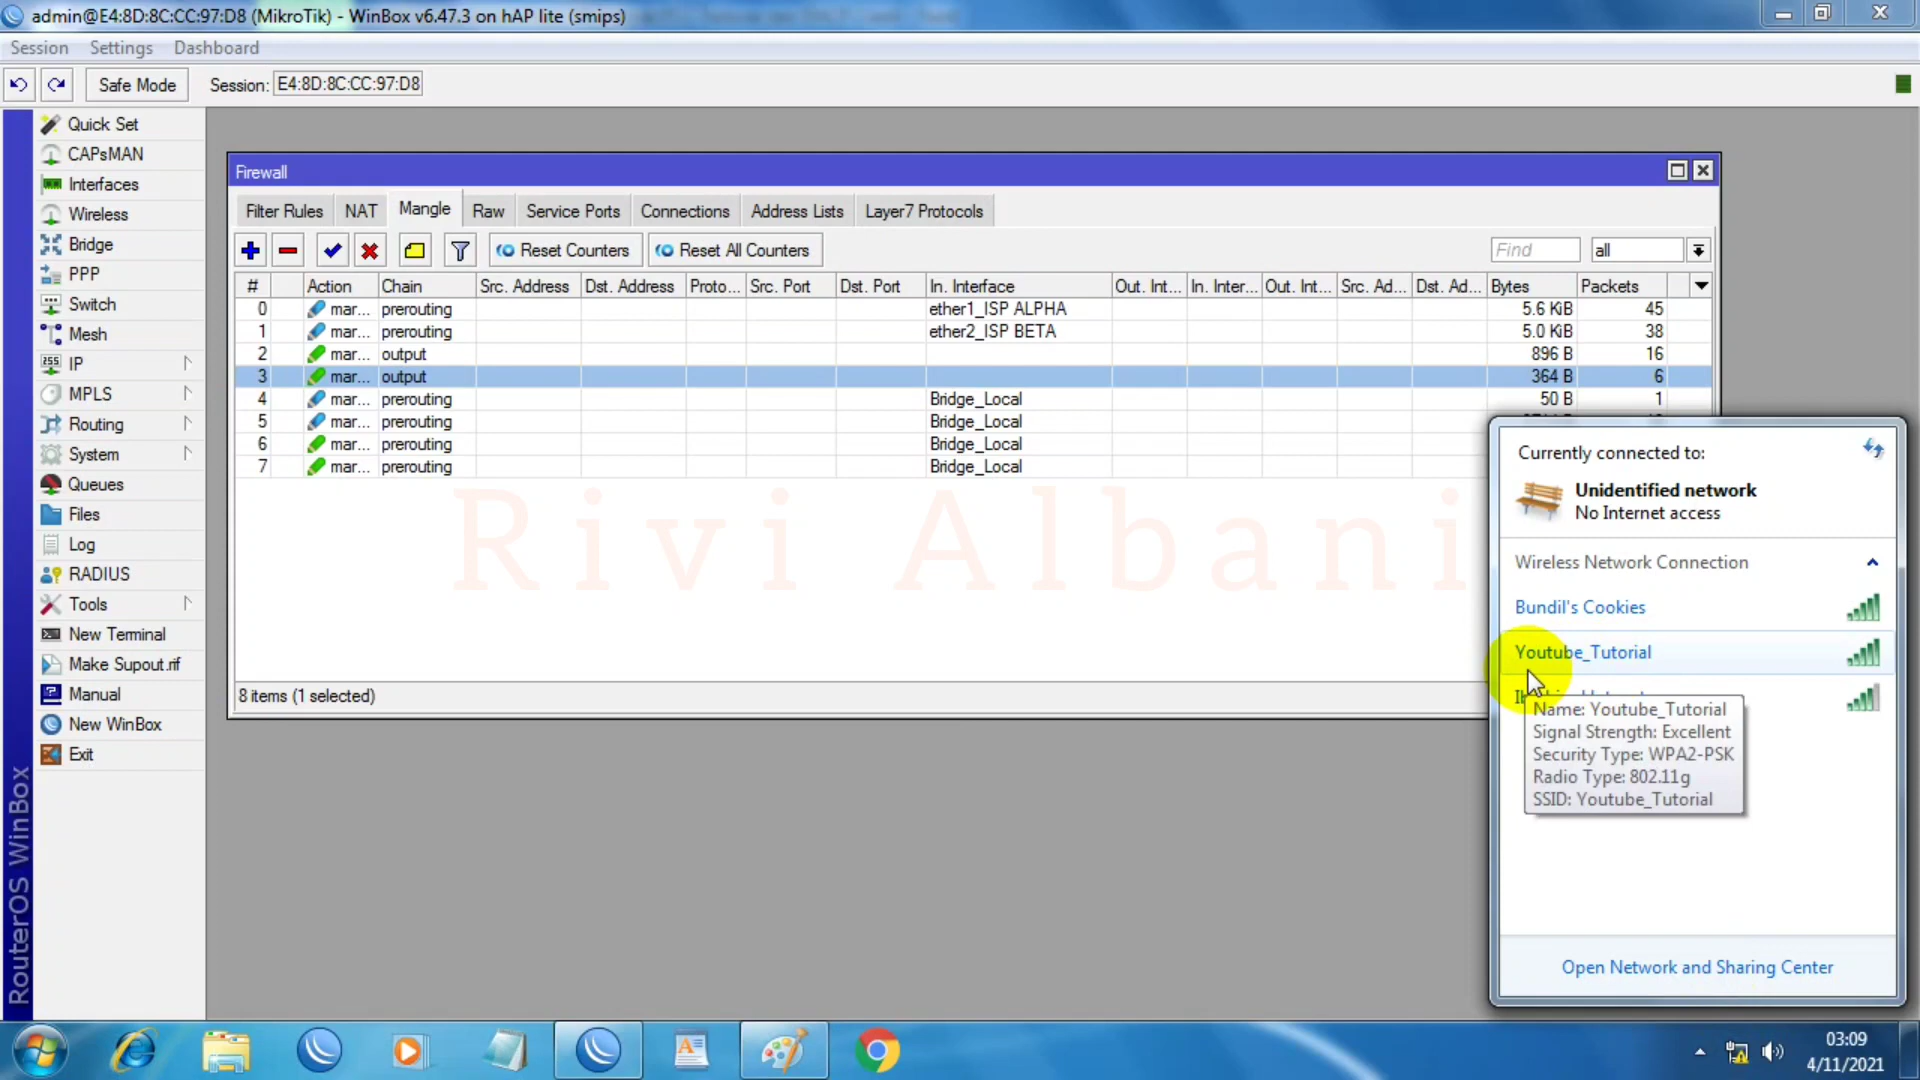 admin@E4:8D:8C:CC:97:D8 (MikroTik) - WinBox v6.47.3 on hAP lite (smips)
Session Settings Dashboard
Safe Mode Session: E4:8D:8C:CC:97:D8
Quick Set
CAPsMAN
Interfaces
Wireless
Bridge
PPP
Switch
Mesh
IP
MPLS
Routing
System
Queues
Files
Log
RADIUS
Tools
New Terminal
Make Supout.rif
Manual
New WinBox
Exit
RouterOS WinBox
Firewall
Filter Rules NAT Mangle Raw Service Ports Connections Address Lists Layer7 Protocols
Reset Counters Reset All Counters Find all
# Action Chain Src. Address Dst. Address Proto... Src. Port Dst. Port In. Interface Out. Int... In. Inter... Out. Int... Src. Ad... Dst. Ad... Bytes Packets
0 mar... prerouting ether1_ISP ALPHA 5.6 KiB 45
1 mar... prerouting ether2_ISP BETA 5.0 KiB 38
2 mar... output 896 B 16
3 mar... output 364 B 6
4 mar... prerouting Bridge_Local 50 B 1
5 mar... prerouting Bridge_Local
6 mar... prerouting Bridge_Local
7 mar... prerouting Bridge_Local
Rivi Albani
8 items (1 selected)
Currently connected to:
Unidentified network
No Internet access
Wireless Network Connection
Bundil's Cookies
Youtube_Tutorial
Name: Youtube_Tutorial
Signal Strength: Excellent
Security Type: WPA2-PSK
Radio Type: 802.11g
SSID: Youtube_Tutorial
Open Network and Sharing Center
03:09
4/11/2021